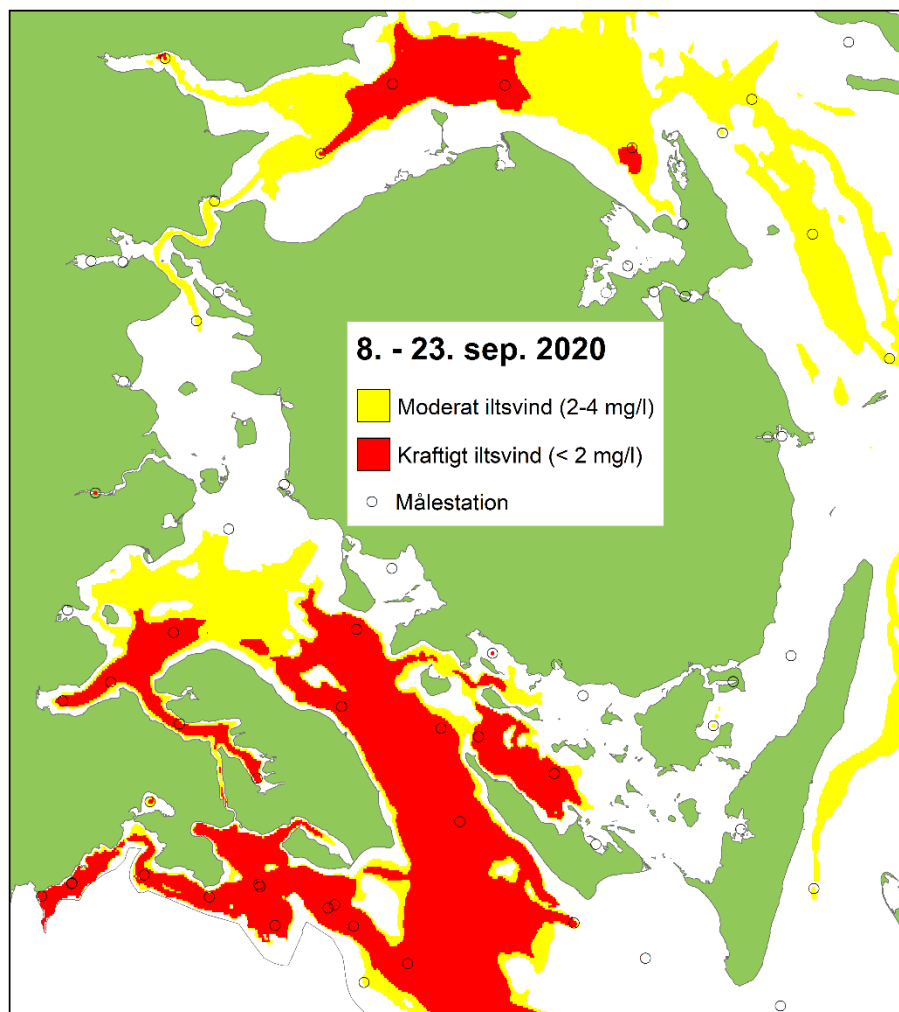 8. - 23. sep. 2020
Moderat iltsvind (2-4 mg/l)
Kraftigt iltsvind (< 2 mg/l)
Målestation